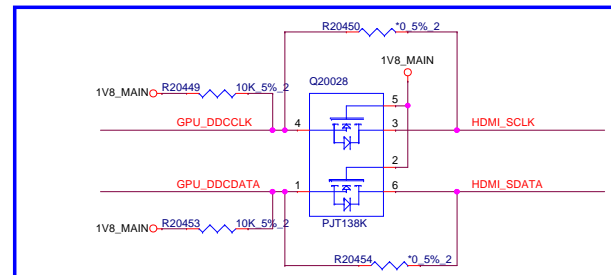 R20450 *0_5%_2
1V8_MAIN
Q20028
R20449 10K_5%_2
1V8_MAIN
5
GPU_DDCCLK 4 3 HDMI_SCLK
2
GPU_DDCDATA 1 6 HDMI_SDATA
1V8_MAIN R20453 10K_5%_2 PJT138K
R20454 *0_5%_2